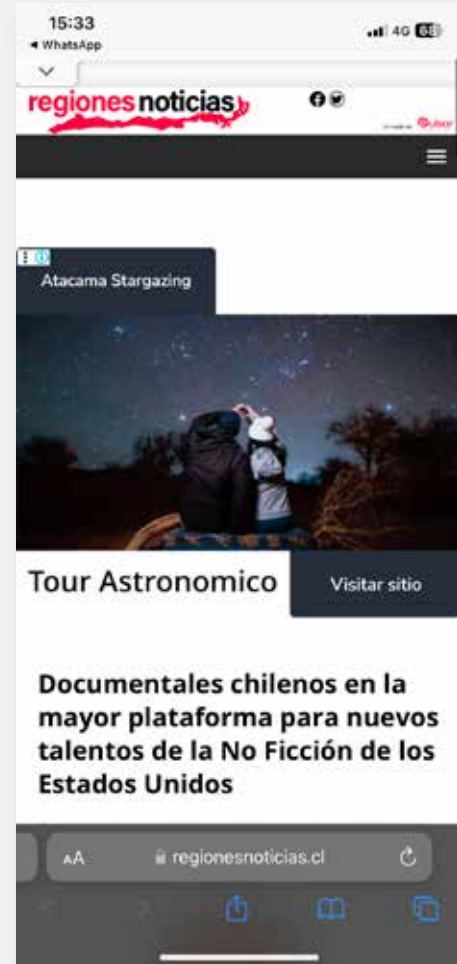 15:33
4G 68
WhatsApp
regiones noticias
Atacama Stargazing
Tour Astronomico
Visitar sitio
Documentales chilenos en la
mayor plataforma para nuevos
talentos de la No Ficción de los
Estados Unidos
AA
regionesnoticias.cl